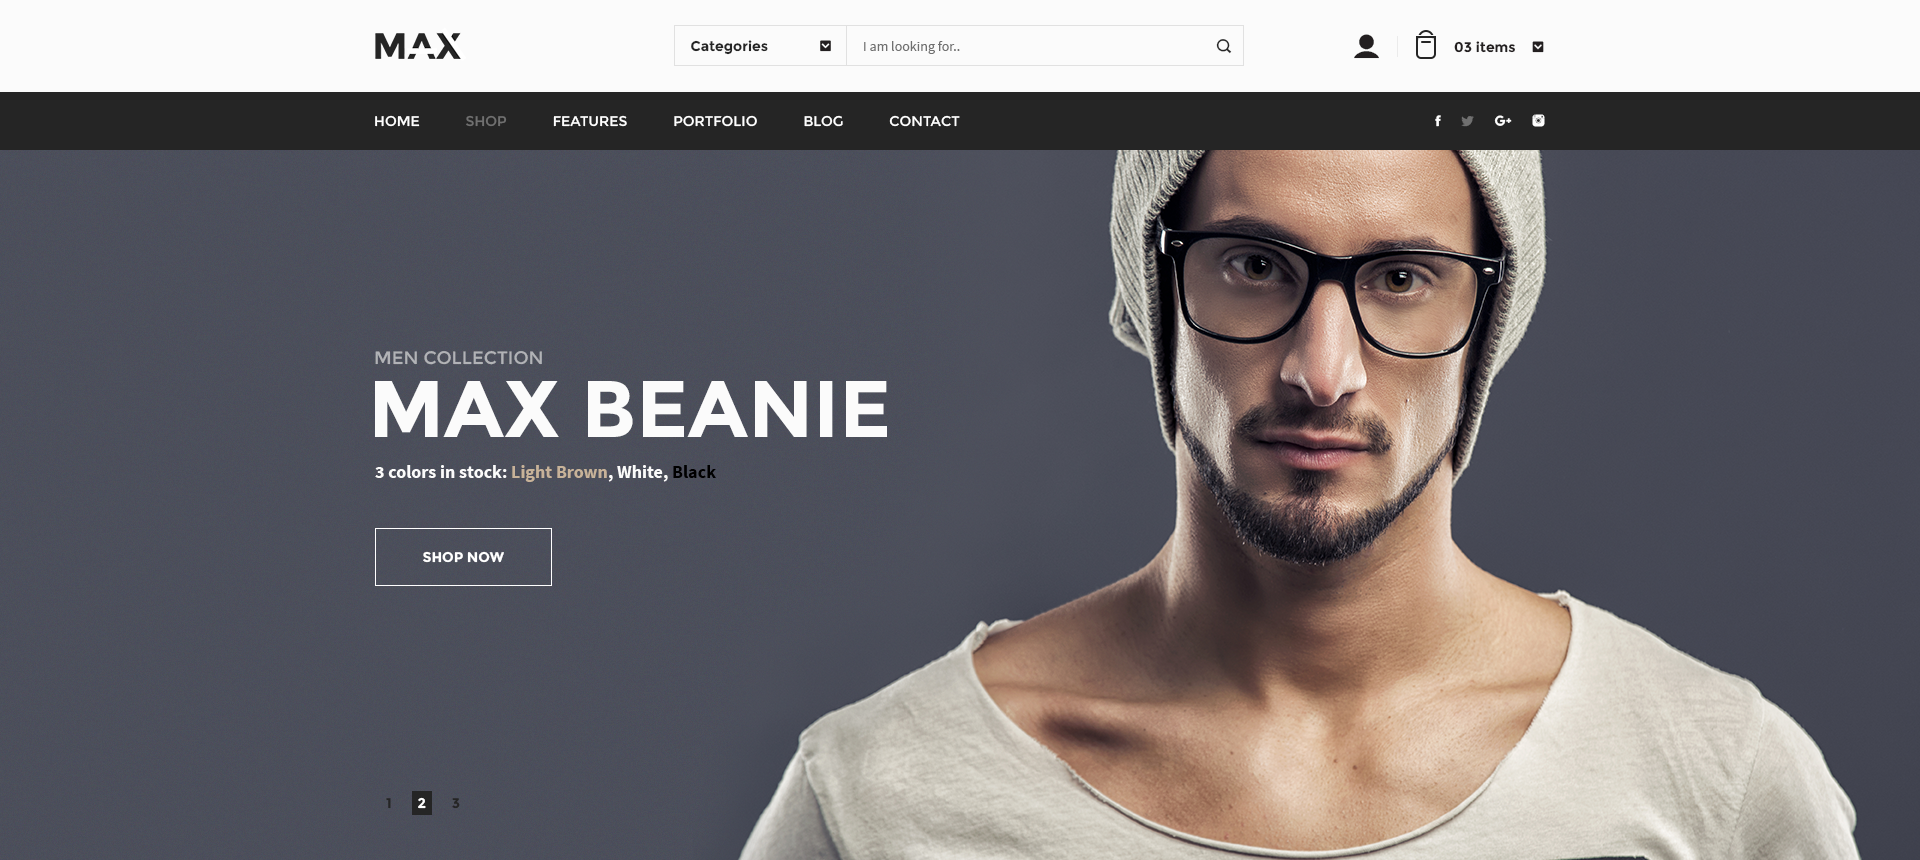 MAX
Categories
I am looking for..
03 items
HOME SHOP FEATURES PORTFOLIO BLOG CONTACT
f G+
MEN COLLECTION
MAX BEANIE
3 colors in stock: Light Brown, White, Black
SHOP NOW
1 2 3